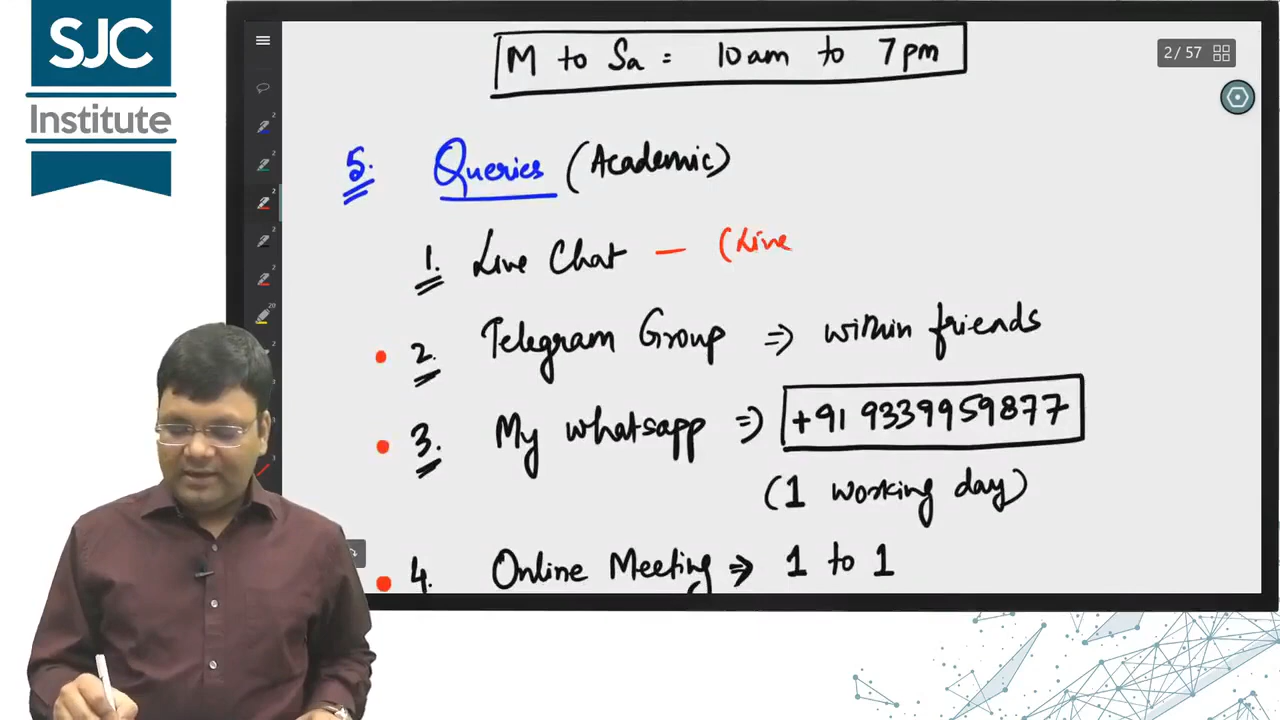 SJC
Institute
M to Sa = 10am to 7pm
2 / 57
5. Queries (Academic)
1. Live Chat — (Live
2. Telegram Group ⇒ within friends
3. My whatsapp ⇒ +91 9339959877
(1 working day)
4. Online Meeting ⇒ 1 to 1